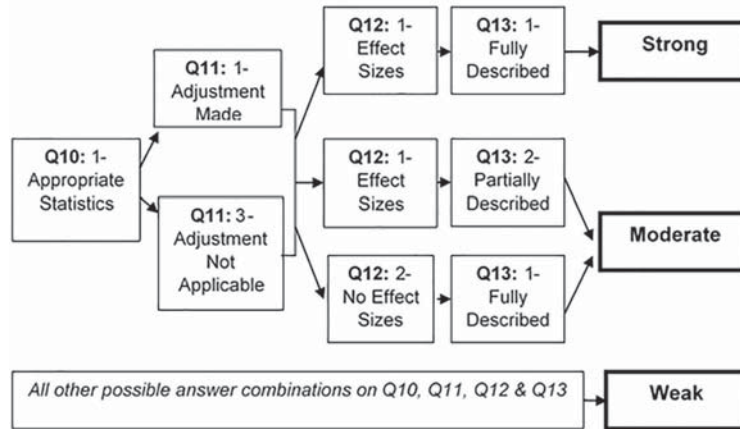 Q10: 1-
Appropriate
Statistics
Q11: 1-
Adjustment
Made
Q11: 3-
Adjustment
Not
Applicable
Q12: 1-
Effect
Sizes
Q13: 1-
Fully
Described
Strong
Q12: 1-
Effect
Sizes
Q13: 2-
Partially
Described
Q12: 2-
No Effect
Sizes
Q13: 1-
Fully
Described
Moderate
All other possible answer combinations on Q10, Q11, Q12 & Q13
Weak